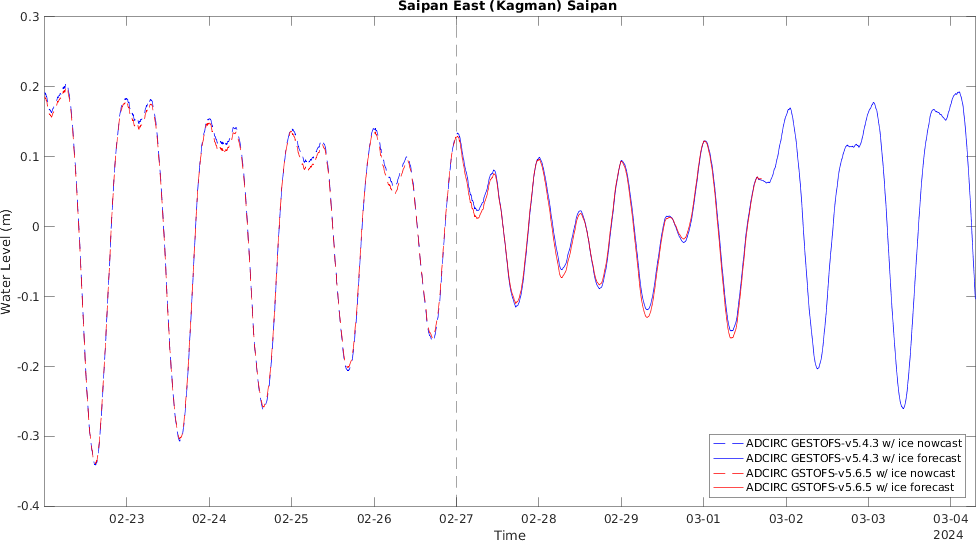 Saipan East (Kagman) Saipan
0.3
0.2
0.1
0
-0.1
-0.2
-0.3
-0.4
Water Level (m)
ADCIRC GESTOFS-v5.4.3 w/ ice nowcast
ADCIRC GESTOFS-v5.4.3 w/ ice forecast
ADCIRC GSTOFS-v5.6.5 w/ ice nowcast
ADCIRC GSTOFS-v5.6.5 w/ ice forecast
02-23 02-24 02-25 02-26 02-27 02-28 02-29 03-01 03-02 03-03 03-04
Time
2024